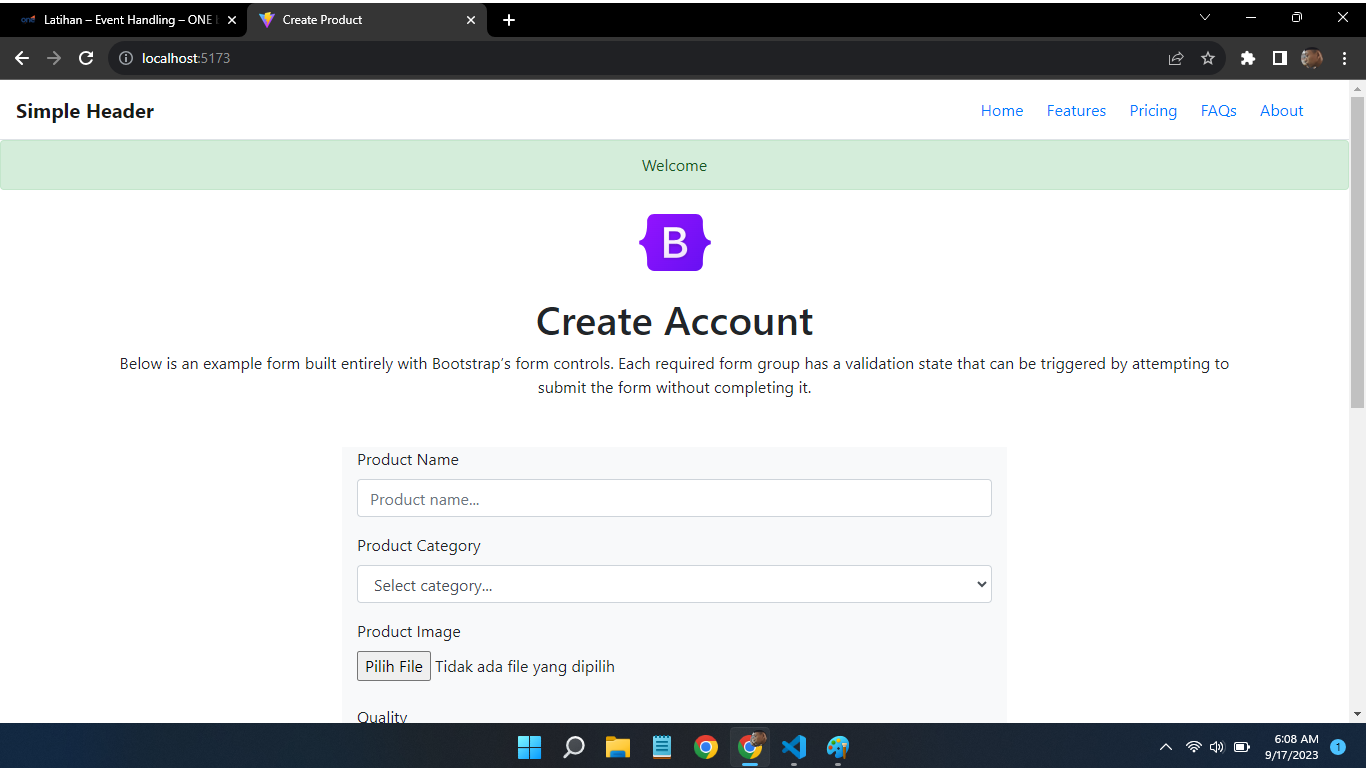 one
Latihan – Event Handling – ONE
Create Product
localhost:5173
Simple Header
Home
Features
Pricing
FAQs
About
Welcome
B
Create Account
Below is an example form built entirely with Bootstrap's form controls. Each required form group has a validation state that can be triggered by attempting to
submit the form without completing it.
Product Name
Product name...
Product Category
Select category...
Product Image
Pilih File Tidak ada file yang dipilih
Quality
6:08 AM
9/17/2023
1